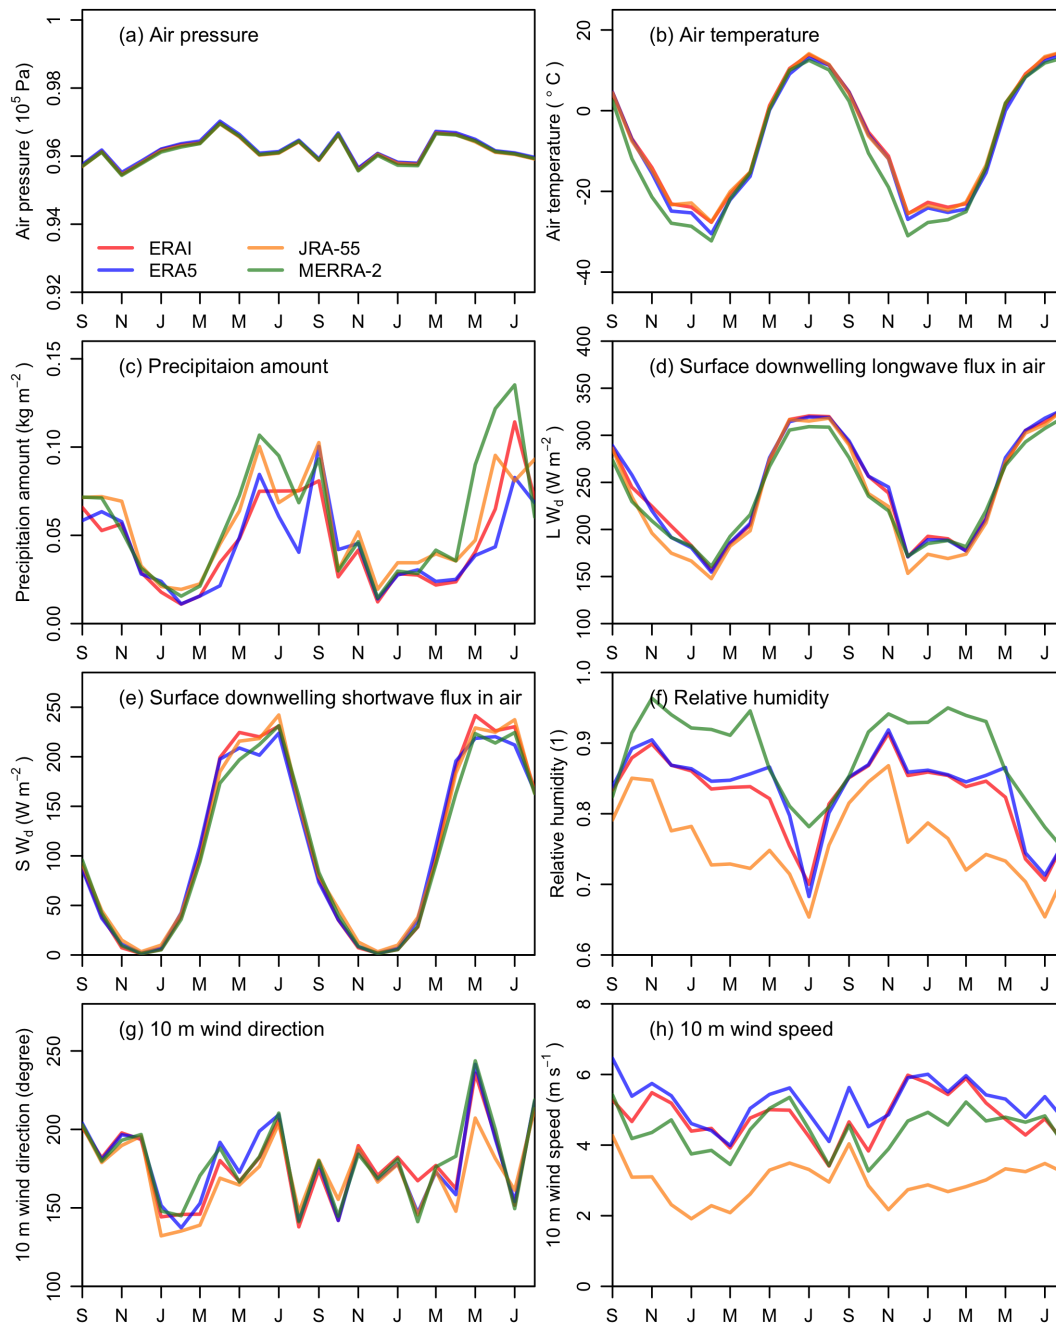 (a) Air pressure
Air pressure ( 10⁵ Pa)
1
0.98
0.96
0.94
0.92
ERAI
JRA-55
ERA5
MERRA-2
S N J M M J S N J M M J
(b) Air temperature
Air temperature ( ° C )
20
0
-20
-40
S N J M M J S N J M M J
(c) Precipitaion amount
Precipitaion amount (kg m⁻²)
0.15
0.10
0.05
0.00
S N J M M J S N J M M J
(d) Surface downwelling longwave flux in air
L W_d (W m⁻²)
400
350
300
250
200
150
100
S N J M M J S N J M M J
(e) Surface downwelling shortwave flux in air
S W_d (W m⁻²)
250
200
150
100
50
0
S N J M M J S N J M M J
(f) Relative humidity
Relative humidity (1)
1.0
0.9
0.8
0.7
0.6
S N J M M J S N J M M J
(g) 10 m wind direction
10 m wind direction (degree)
250
200
150
100
S N J M M J S N J M M J
(h) 10 m wind speed
10 m wind speed (m s⁻¹ )
8
6
4
2
0
S N J M M J S N J M M J